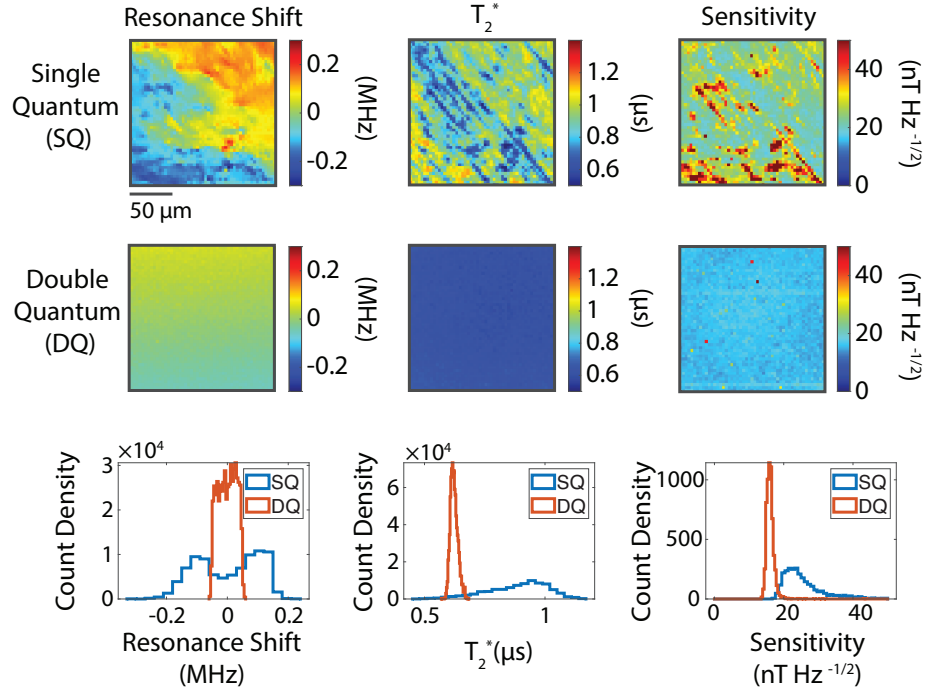 Resonance Shift
T2*
Sensitivity
Single
Quantum
(SQ)
0.2
0
-0.2
(MHz)
1.2
1
0.8
0.6
(µs)
40
20
0
(nT Hz -1/2)
50 µm
Double
Quantum
(DQ)
0.2
0
-0.2
(MHz)
1.2
1
0.8
0.6
(µs)
40
20
0
(nT Hz -1/2)
×10⁴
Count Density
3
2
1
0
SQ
DQ
-0.2
0
0.2
Resonance Shift
(MHz)
×10⁴
Count Density
6
4
2
0
SQ
DQ
0.5
1
T2*(µs)
Count Density
1000
500
0
SQ
DQ
0
20
40
Sensitivity
(nT Hz -1/2)